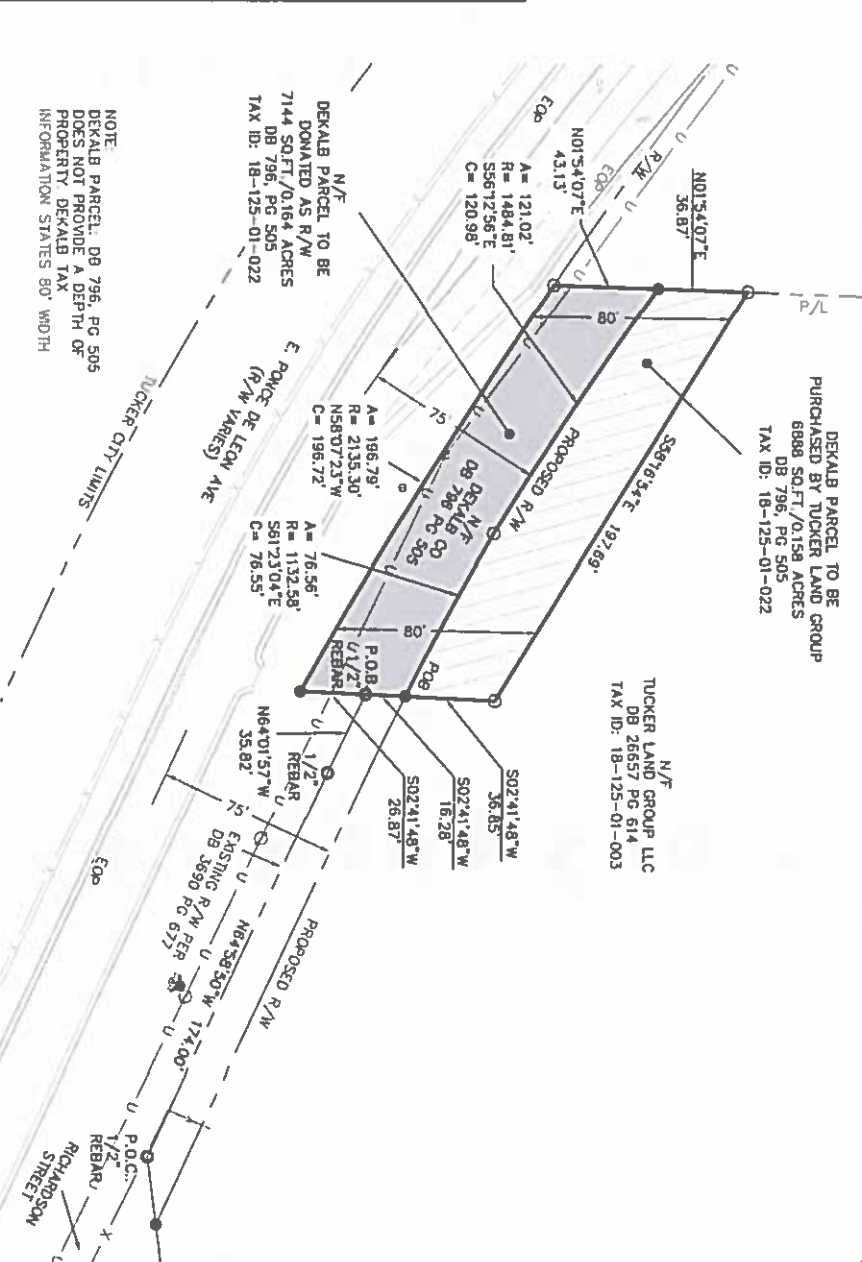 DEKALB PARCEL TO BE
PURCHASED BY TUCKER LAND GROUP
6888 SQ.FT./0.158 ACRES
DB 796, PG 505
TAX ID: 18-125-01-022
N/F
TUCKER LAND GROUP LLC
DB 26657 PG 614
TAX ID: 18-125-01-003
P/L
N01°54'07"E
36.87'
S58°16'54"E 197.69'
S02°41'48"W
36.85'
S02°41'48"W
16.28'
S02°41'48"W
26.87'
N01°54'07"E
43.13'
A= 121.02'
R= 1484.81'
S56°12'56"E
C= 120.98'
80'
80'
PROPOSED R/W
N/F
DEKALB CO
DB 796 PG 505
POB
P.O.B.
1/2"
REBAR
N/F
DEKALB PARCEL TO BE
DONATED AS R/W
7144 SQ.FT./0.164 ACRES
DB 796, PG 505
TAX ID: 18-125-01-022
R/W
EOP
EOP
U
U
U
75'
A= 196.79'
R= 2135.30'
N58°07'23"W
C= 196.72'
A= 76.56'
R= 1132.58'
S61°23'04"E
C= 76.55'
N64°01'57"W
35.82'
1/2"
REBAR
75'
PROPOSED R/W
N64°58'50"W 174.00'
EXISTING R/W PER
DB 3690 PG 677
E. PONCE DE LEON AVE
(R/W VARIES)
EOP
TUCKER CITY LIMITS
P.O.C.
1/2"
REBAR
X
RICHARDSON
STREET
NOTE:
DEKALB PARCEL: DB 796, PG 505
DOES NOT PROVIDE A DEPTH OF
PROPERTY. DEKALB TAX
INFORMATION STATES 80' WIDTH